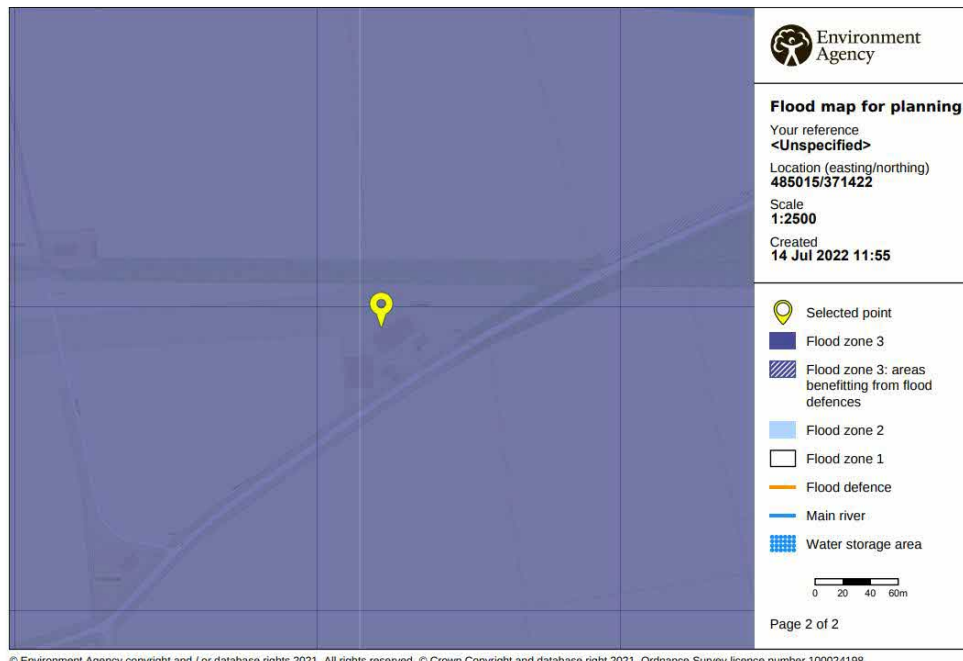 Environment
Agency
Flood map for planning
Your reference
<Unspecified>
Location (easting/northing)
485015/371422
Scale
1:2500
Created
14 Jul 2022 11:55
Selected point
Flood zone 3
Flood zone 3: areas
benefitting from flood
defences
Flood zone 2
Flood zone 1
Flood defence
Main river
Water storage area
0 20 40 60m
Page 2 of 2
© Environment Agency copyright and / or database rights 2021. All rights reserved. © Crown Copyright and database right 2021. Ordnance Survey licence number 100024198.